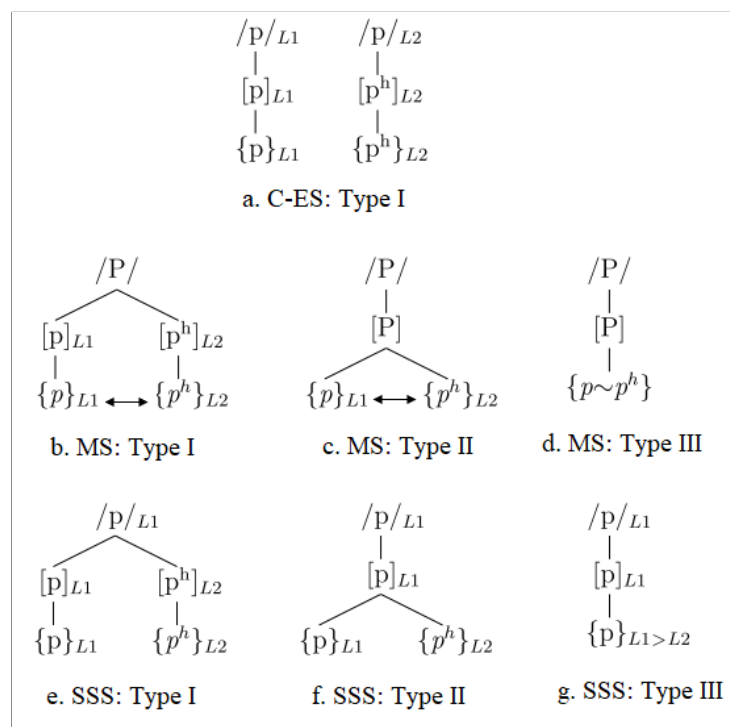 /p/L1 /p/L2
[p]L1 [pʰ]L2
{p}L1 {pʰ}L2
a. C-ES: Type I
/P/ /P/ /P/
[p]L1 [pʰ]L2 [P] [P]
{p}L1 ↔ {pʰ}L2 {p}L1 ↔ {pʰ}L2 {p~pʰ}
b. MS: Type I c. MS: Type II d. MS: Type III
/p/L1 /p/L1 /p/L1
[p]L1 [pʰ]L2 [p]L1 [p]L1
{p}L1 {pʰ}L2 {p}L1 {pʰ}L2 {p}L1>L2
e. SSS: Type I f. SSS: Type II g. SSS: Type III